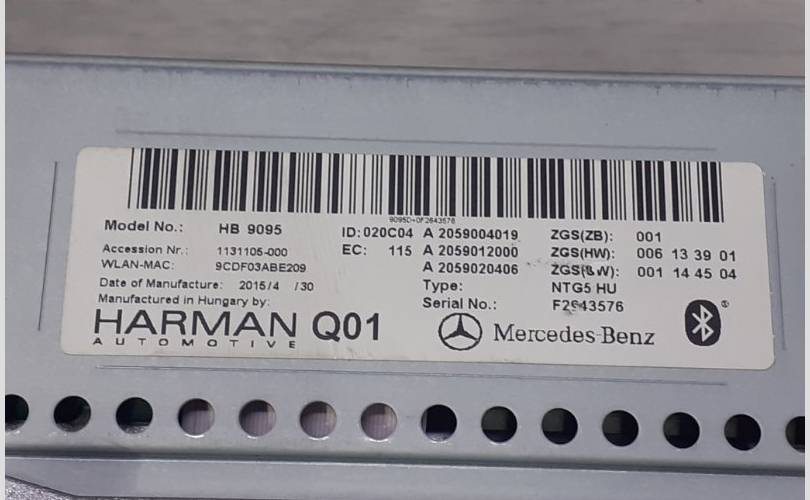 9095D+0F2643576
Model No.: HB 9095 ID: 020C04 A 2059004019 ZGS(ZB): 001
Accession Nr.: 1131105-000 EC: 115 A 2059012000 ZGS(HW): 006 13 39 01
WLAN-MAC: 9CDF03ABE209 A 2059020406 ZGS(SW): 001 14 45 04
Date of Manufacture: 2015/4 /30 Type: NTG5 HU
Manufactured in Hungary by: Serial No.: F2643576
HARMAN Q01 Mercedes-Benz ®
AUTOMOTIVE